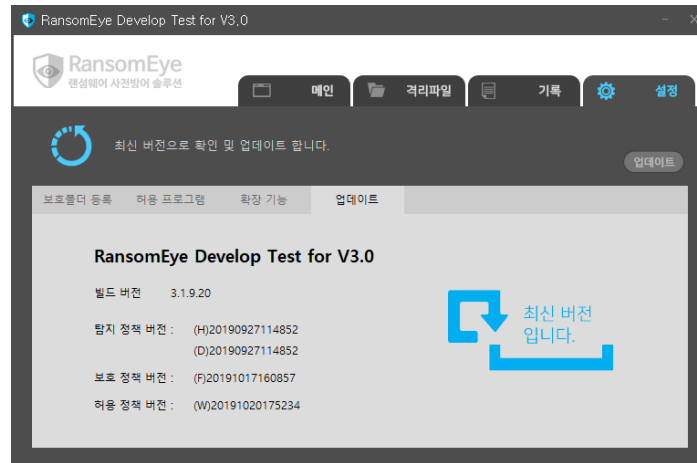 RansomEye Develop Test for V3.0
RansomEye
랜섬웨어 사전방어 솔루션
메인 격리파일 기록 설정
최신 버전으로 확인 및 업데이트 합니다.
업데이트
보호폴더 등록 허용 프로그램 확장 기능 업데이트
RansomEye Develop Test for V3.0
빌드 버전 3.1.9.20
탐지 정책 버전 : (H)20190927114852
(D)20190927114852
보호 정책 버전 : (F)20191017160857
허용 정책 버전 : (W)20191020175234
최신 버전
입니다.